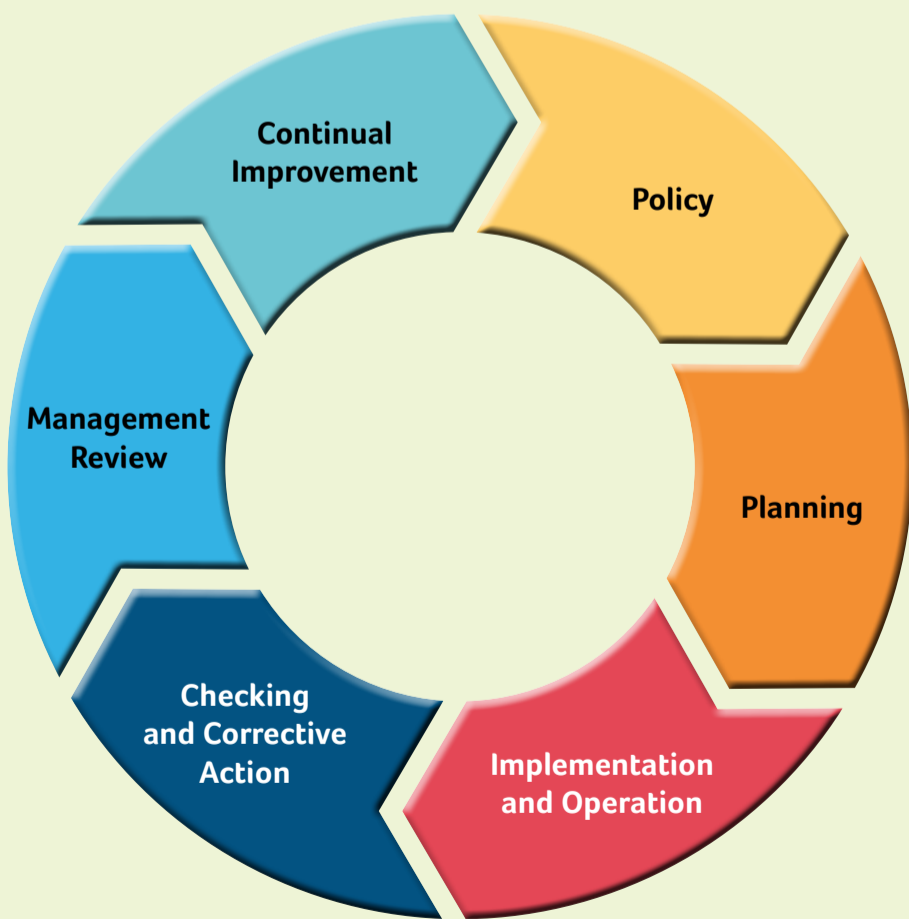 Continual
Improvement
Policy
Planning
Implementation
and Operation
Checking
and Corrective
Action
Management
Review